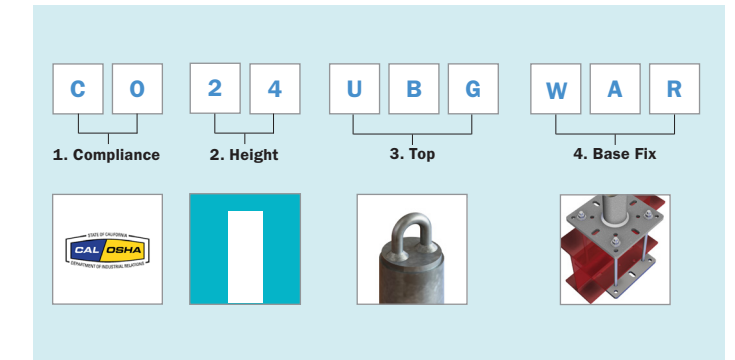 C O 2 4 U B G W A R
1. Compliance 2. Height 3. Top 4. Base Fix
STATE OF CALIFORNIA
CAL OSHA
DEPARTMENT OF INDUSTRIAL RELATIONS